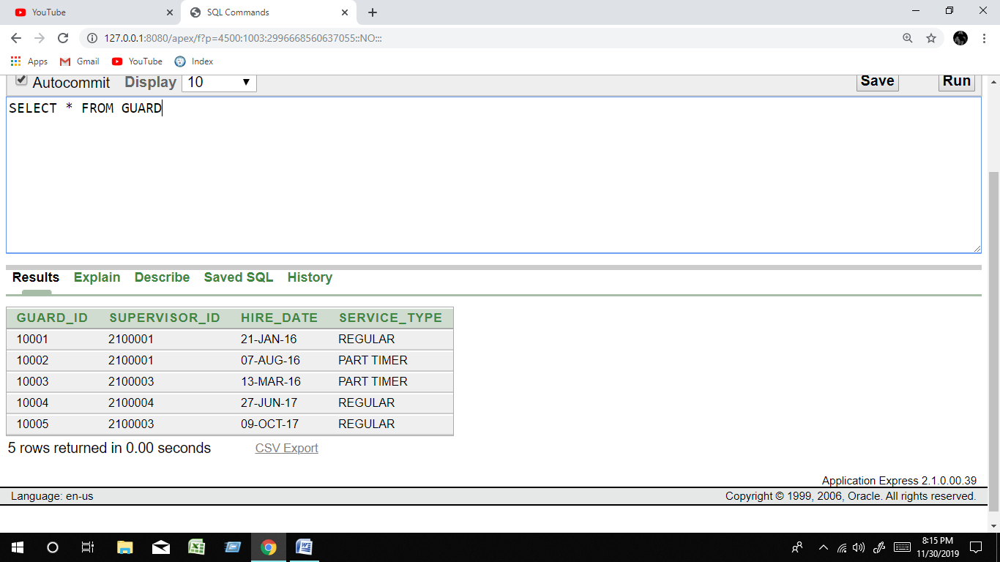 YouTube SQL Commands
127.0.0.1:8080/apex/f?p=4500:1003:2996668560637055::NO:::
Apps Gmail YouTube Index
Autocommit Display 10 Save Run
SELECT * FROM GUARD
Results Explain Describe Saved SQL History
GUARD_ID SUPERVISOR_ID HIRE_DATE SERVICE_TYPE
10001 2100001 21-JAN-16 REGULAR
10002 2100001 07-AUG-16 PART TIMER
10003 2100003 13-MAR-16 PART TIMER
10004 2100004 27-JUN-17 REGULAR
10005 2100003 09-OCT-17 REGULAR
5 rows returned in 0.00 seconds CSV Export
Application Express 2.1.0.00.39
Language: en-us Copyright © 1999, 2006, Oracle. All rights reserved.
8:15 PM
11/30/2019